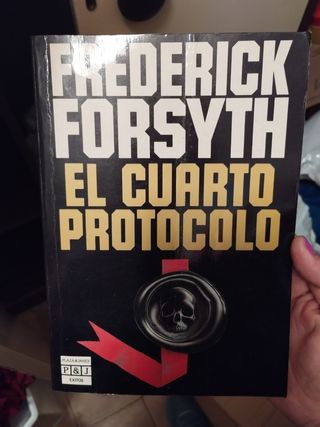 FREDERICK
FORSYTH
EL CUARTO
PROTOCOLO
PLAZA & JANES
P&J
EXITOS